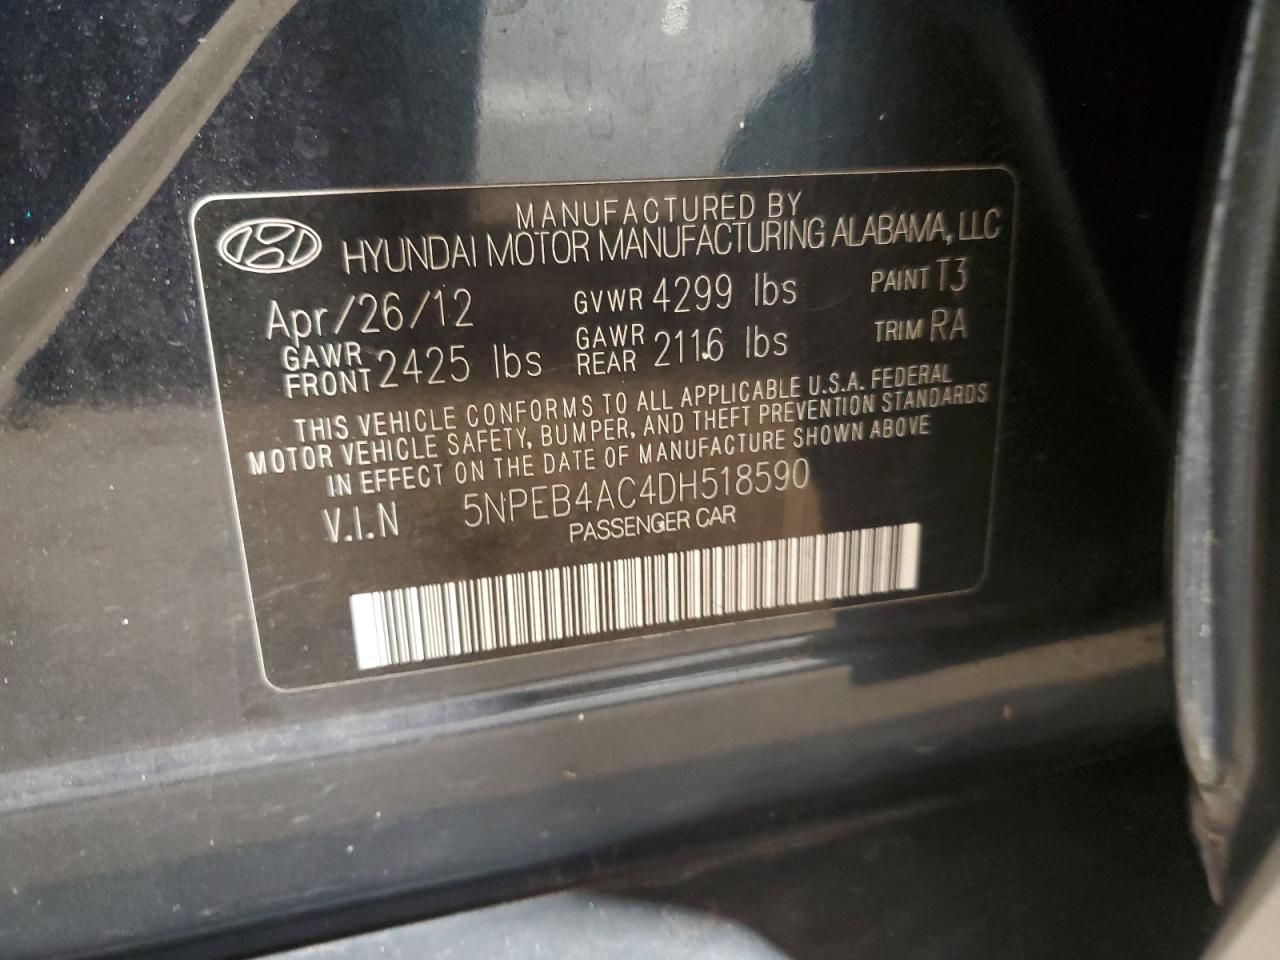 MANUFACTURED BY
HYUNDAI MOTOR MANUFACTURING ALABAMA, LLC
Apr/26/12 GVWR 4299 lbs PAINT T3
GAWR FRONT 2425 lbs GAWR REAR 2116 lbs TRIM RA
THIS VEHICLE CONFORMS TO ALL APPLICABLE U.S.A. FEDERAL
MOTOR VEHICLE SAFETY, BUMPER, AND THEFT PREVENTION STANDARDS
IN EFFECT ON THE DATE OF MANUFACTURE SHOWN ABOVE
V.I.N 5NPEB4AC4DH518590
PASSENGER CAR